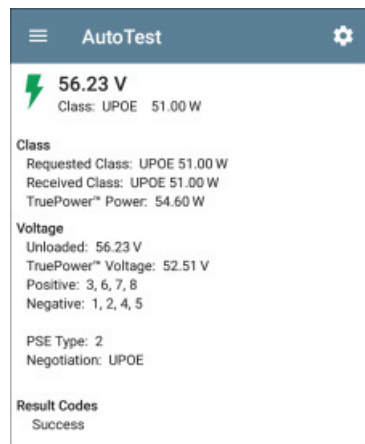 AutoTest
56.23 V
Class: UPOE 51.00 W
Class
Requested Class: UPOE 51.00 W
Received Class: UPOE 51.00 W
TruePower™ Power: 54.60 W
Voltage
Unloaded: 56.23 V
TruePower™ Voltage: 52.51 V
Positive: 3, 6, 7, 8
Negative: 1, 2, 4, 5
PSE Type: 2
Negotiation: UPOE
Result Codes
Success